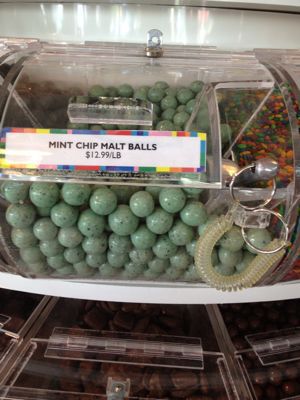 MINT CHIP MALT BALLS
$12.99/LB